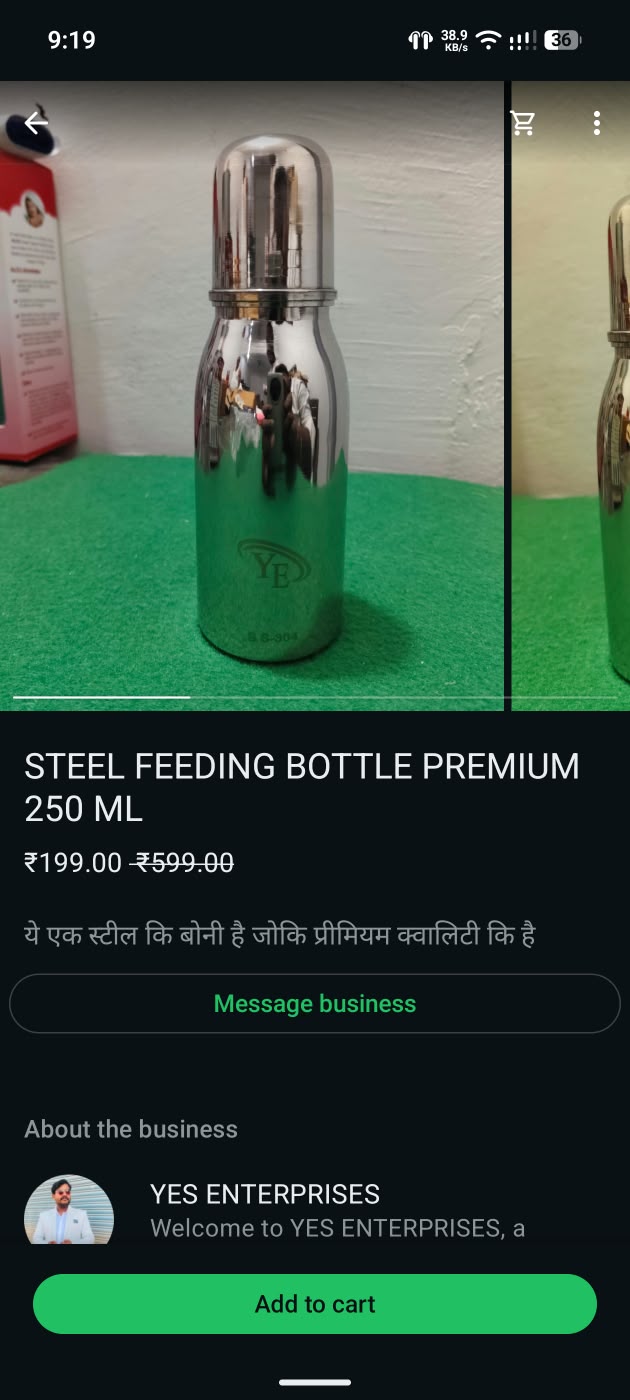 9:19
38.9
KB/s
36
YE
S S-304
STEEL FEEDING BOTTLE PREMIUM
250 ML
₹199.00 ₹599.00
ये एक स्टील कि बोनी है जोकि प्रीमियम क्वालिटी कि है
Message business
About the business
YES ENTERPRISES
Welcome to YES ENTERPRISES, a
Add to cart